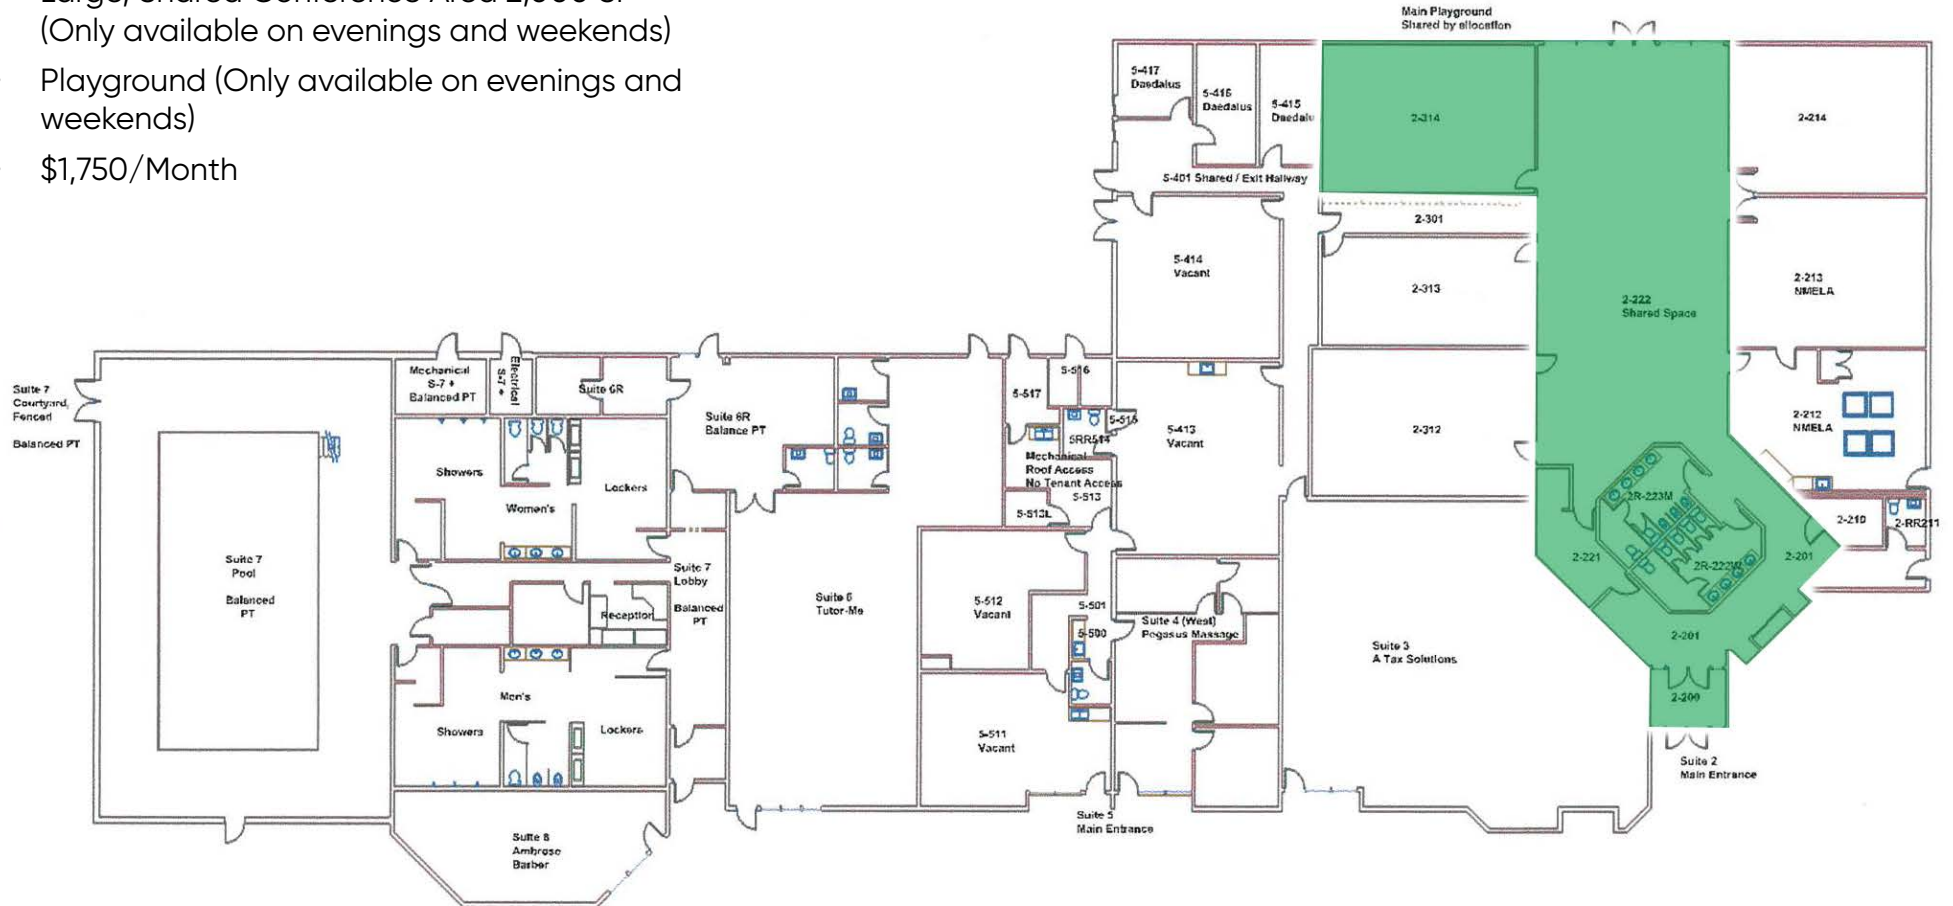 (Only available on evenings and weekends)
Playground (Only available on evenings and
weekends)
$1,750/Month
Main Playground
Shared by allocation
5-417
Daedalus
5-416
Daedalus
5-415
Daedalu
2-314
2-214
5-401 Shared / Exit Hallway
2-301
5-414
Vacant
2-313
2-222
Shared Space
2-213
NMELA
Suite 7
Courtyard,
Fenced
Balanced PT
Mechanical
S-7 +
Balanced PT
Electrical
S-7 +
Suite 6R
Suite 6R
Balance PT
5-517
5-516
5-515
5RR514
Mechanical
Roof Access
No Tenant Access
5-513
5-513L
5-413
Vacant
2-312
2-212
NMELA
Showers
Women's
Lockers
2R-223M
2R-222W
2-210
2-RR211
2-221
2-201
2-201
2-200
Suite 7
Pool
Balanced
PT
Suite 7
Lobby
Balanced
PT
Reception
Suite 6
Tutor-Me
5-512
Vacant
5-501
5-500
Suite 4 (West)
Pegasus Massage
Suite 3
A Tax Solutions
Men's
Showers
Lockers
5-511
Vacant
Suite 2
Main Entrance
Suite 5
Main Entrance
Suite 8
Ambrose
Barber